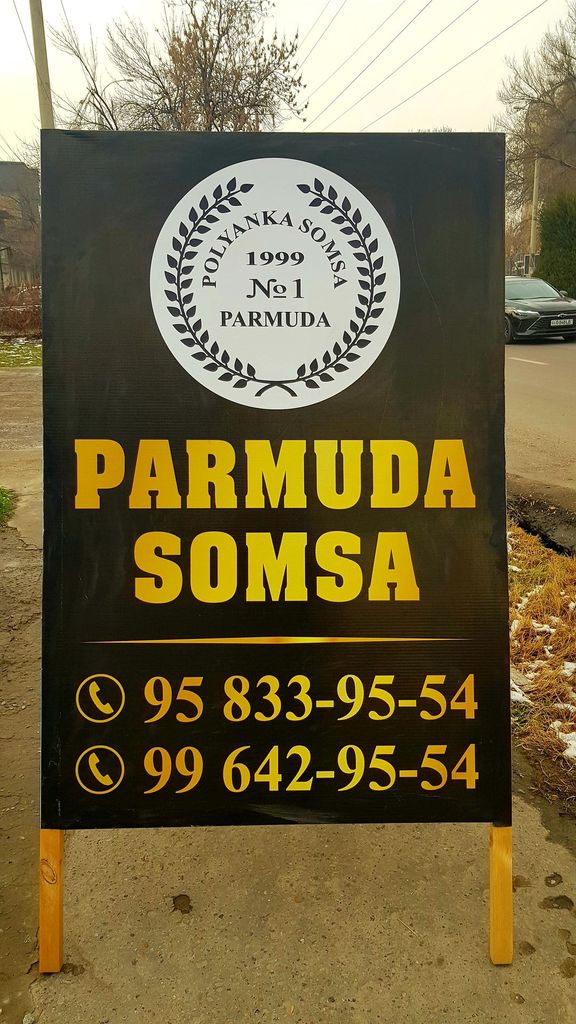 POLYANKA SOMSA
1999
№1
PARMUDA
PARMUDA
SOMSA
95 833-95-54
99 642-95-54